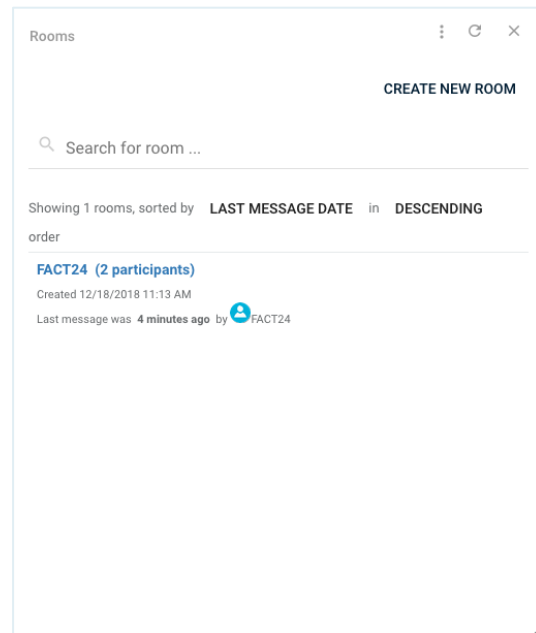 Rooms
CREATE NEW ROOM
Search for room ...
Showing 1 rooms, sorted by LAST MESSAGE DATE in DESCENDING
order
FACT24 (2 participants)
Created 12/18/2018 11:13 AM
Last message was 4 minutes ago by FACT24